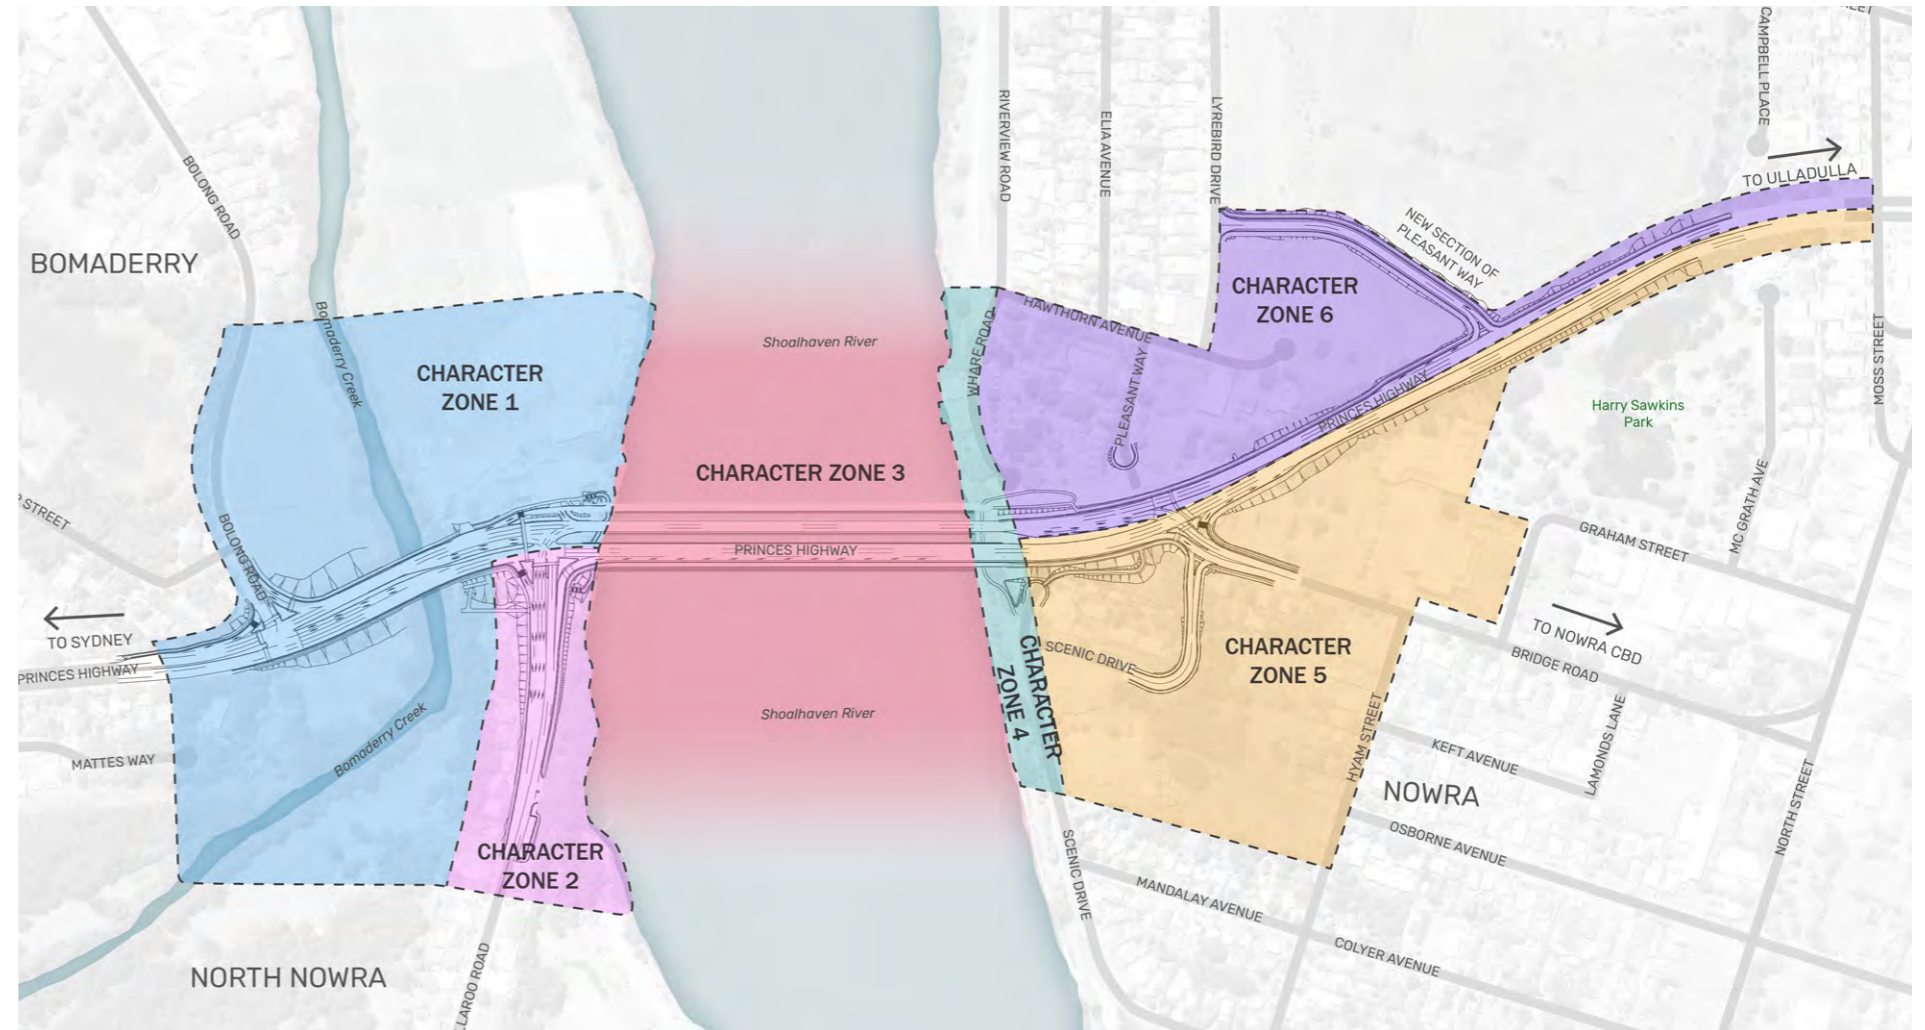 CAMPBELL PLACE
RIVERVIEW ROAD
ELIA AVENUE
LYREBIRD DRIVE
BOLONG ROAD
TO ULLADULLA
NEW SECTION OF
PLEASANT WAY
BOMADERRY
Bomaderry Creek
CHARACTER
ZONE 1
Shoalhaven River
WHARF ROAD
HAWTHORN AVENUE
PLEASANT WAY
CHARACTER
ZONE 6
PRINCES HIGHWAY
MOSS STREET
Harry Sawkins
Park
CHARACTER ZONE 3
STREET
BOLONG ROAD
PRINCES HIGHWAY
GRAHAM STREET
MC GRATH AVE
TO SYDNEY
PRINCES HIGHWAY
TO NOWRA CBD
BRIDGE ROAD
SCENIC DRIVE
CHARACTER
ZONE 5
CHARACTER
ZONE 4
Shoalhaven River
MATTES WAY
Bomaderry Creek
HYAM STREET
KEFT AVENUE
LAMONDS LANE
NOWRA
OSBORNE AVENUE
NORTH STREET
CHARACTER
ZONE 2
SCENIC DRIVE
MANDALAY AVENUE
COLYER AVENUE
NORTH NOWRA
LLAROO ROAD